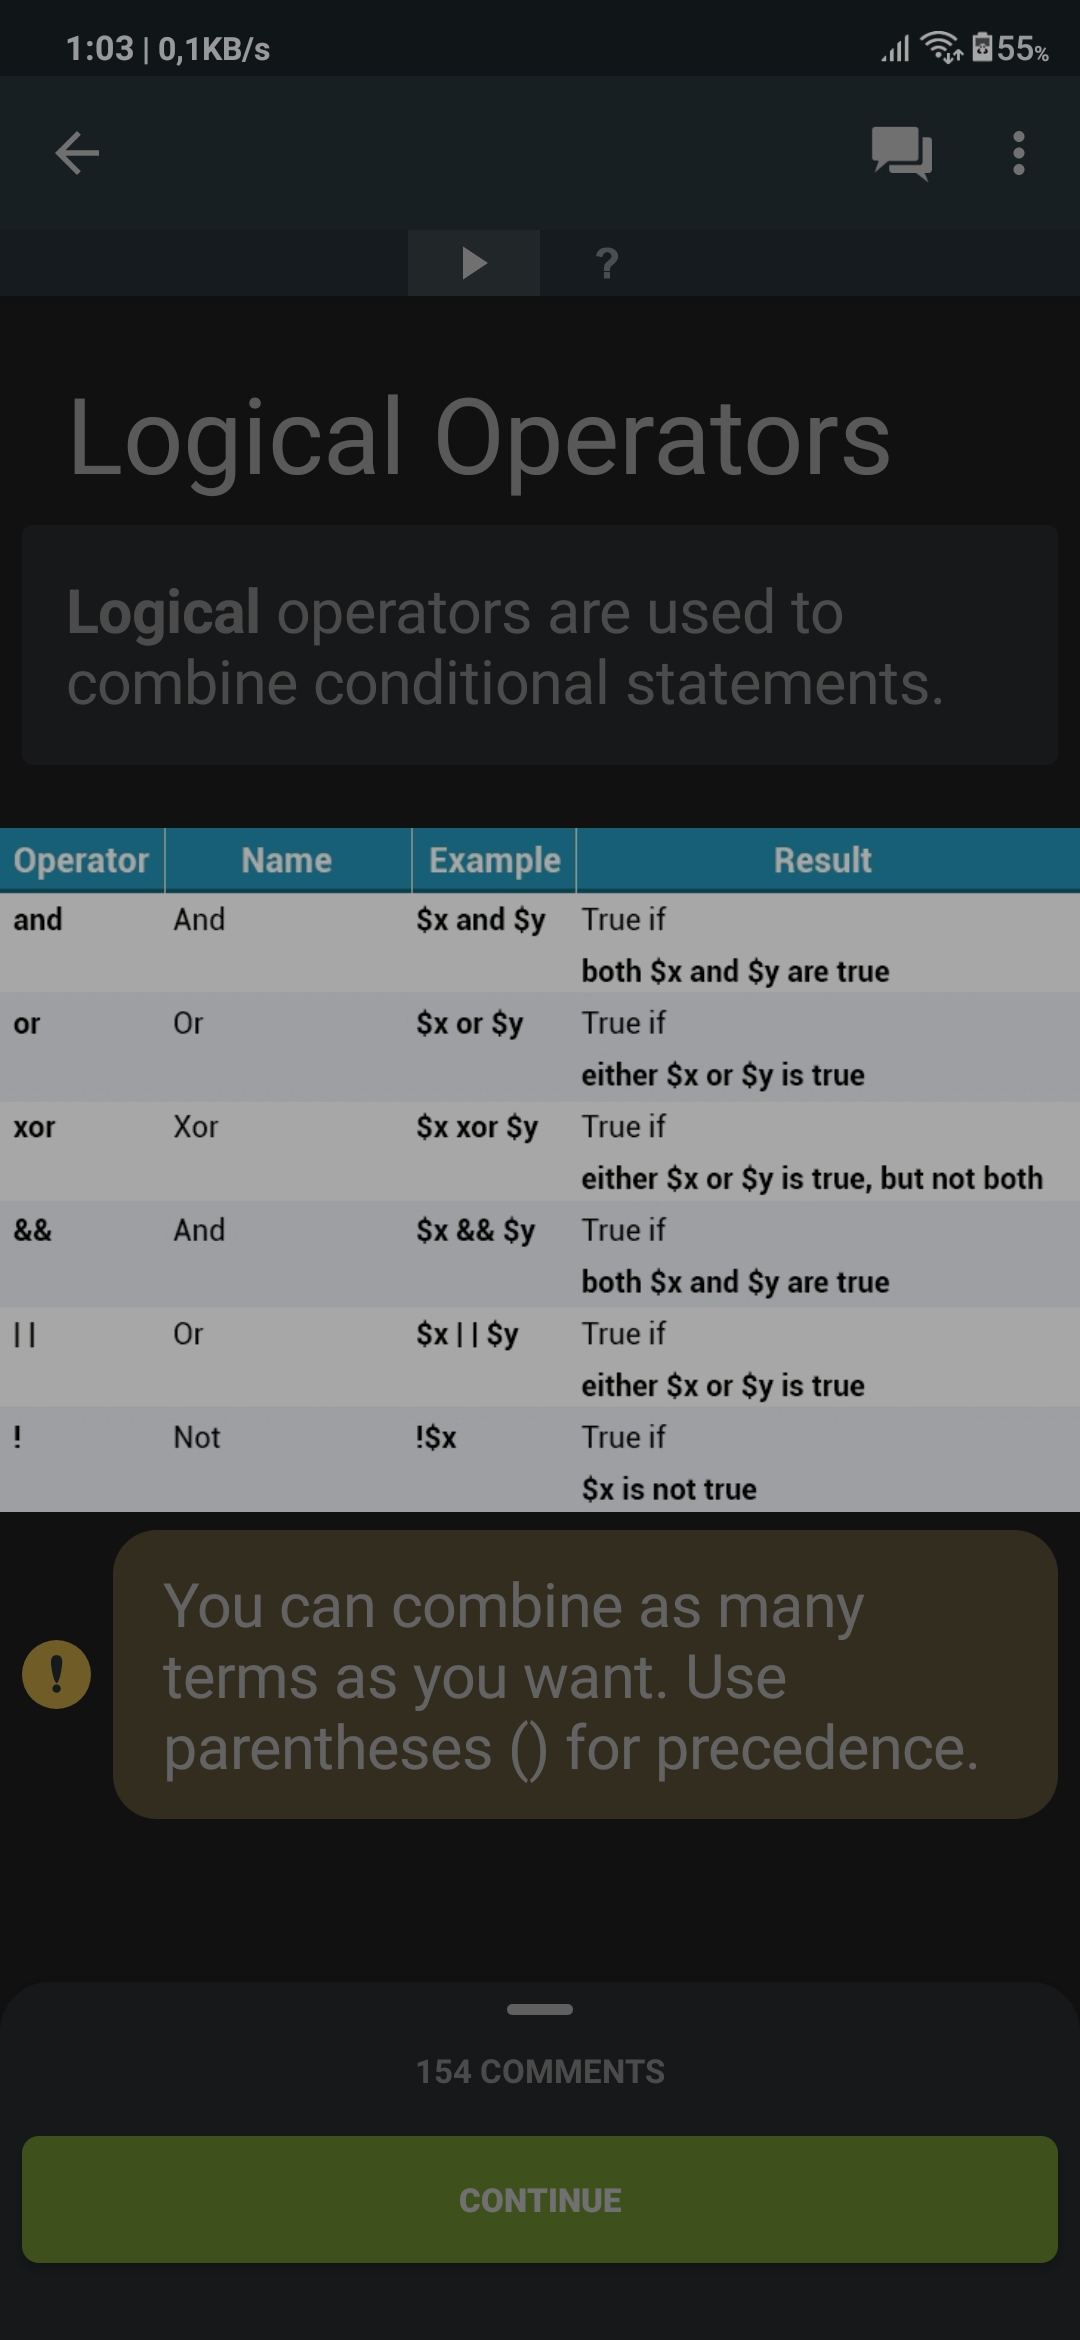 1:03 | 0,1KB/s 55%
?
Logical Operators
Logical operators are used to
combine conditional statements.
Operator Name Example Result
and And $x and $y True if
both $x and $y are true
or Or $x or $y True if
either $x or $y is true
xor Xor $x xor $y True if
either $x or $y is true, but not both
&& And $x && $y True if
both $x and $y are true
|| Or $x || $y True if
either $x or $y is true
! Not !$x True if
$x is not true
!
You can combine as many
terms as you want. Use
parentheses () for precedence.
154 COMMENTS
CONTINUE